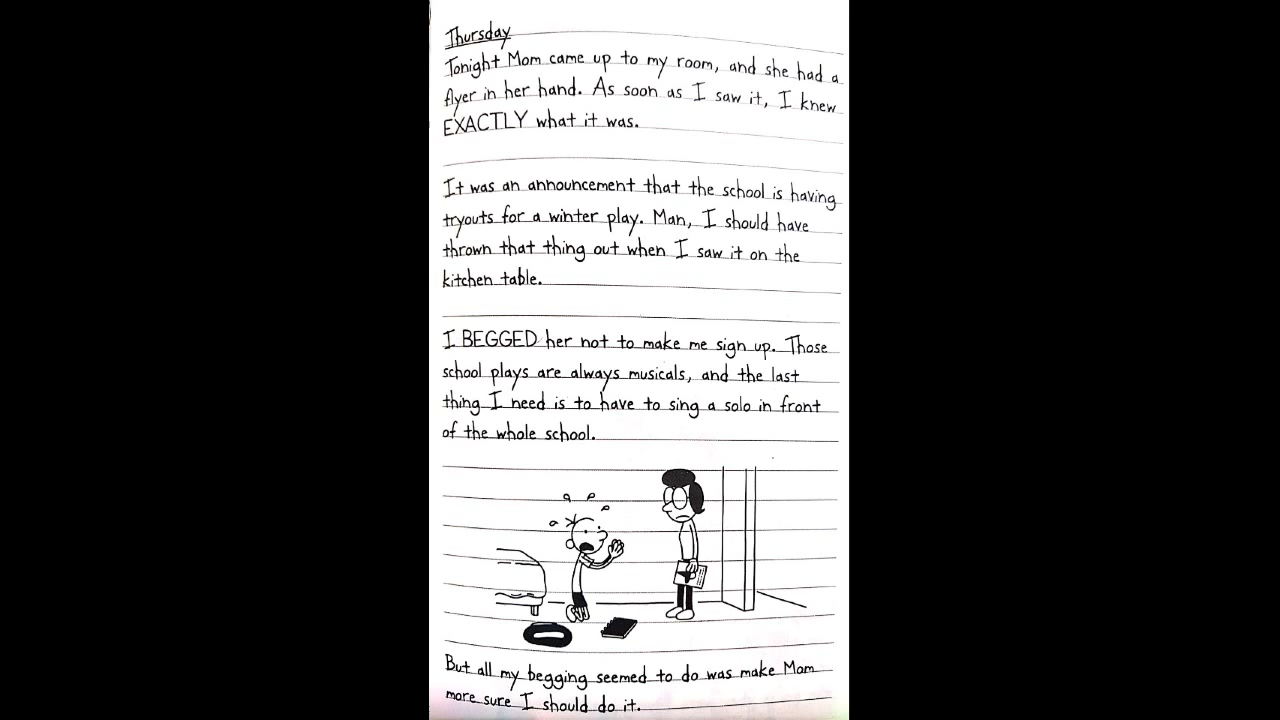 Thursday
Tonight Mom came up to my room, and she had a
flyer in her hand. As soon as I saw it, I knew
EXACTLY what it was.
It was an announcement that the school is having
tryouts for a winter play. Man, I should have
thrown that thing out when I saw it on the
kitchen table.
I BEGGED her not to make me sign up. Those
school plays are always musicals, and the last
thing I need is to have to sing a solo in front
of the whole school.
But all my begging seemed to do was make Mom
more sure I should do it.